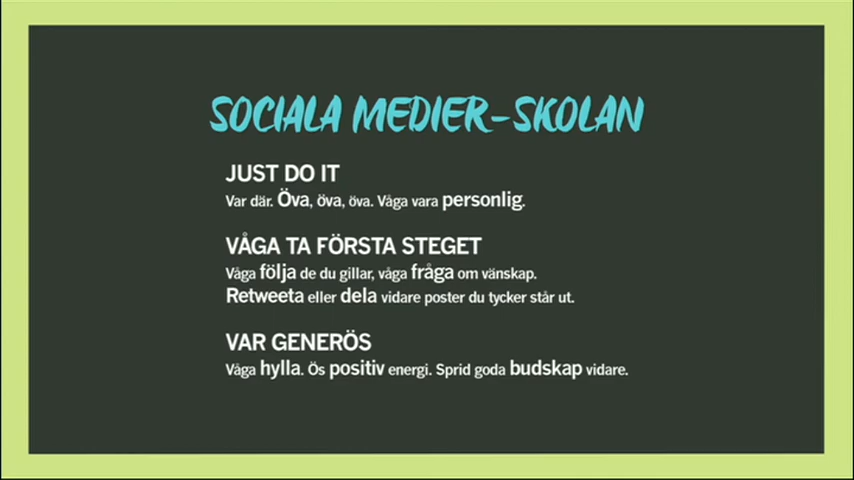 SOCIALA MEDIER-SKOLAN
JUST DO IT
Var där. Öva, öva, öva. Våga vara personlig.
VÅGA TA FÖRSTA STEGET
Våga följa de du gillar, våga fråga om vänskap.
Retweeta eller dela vidare poster du tycker står ut.
VAR GENERÖS
Våga hylla. Ös positiv energi. Sprid goda budskap vidare.